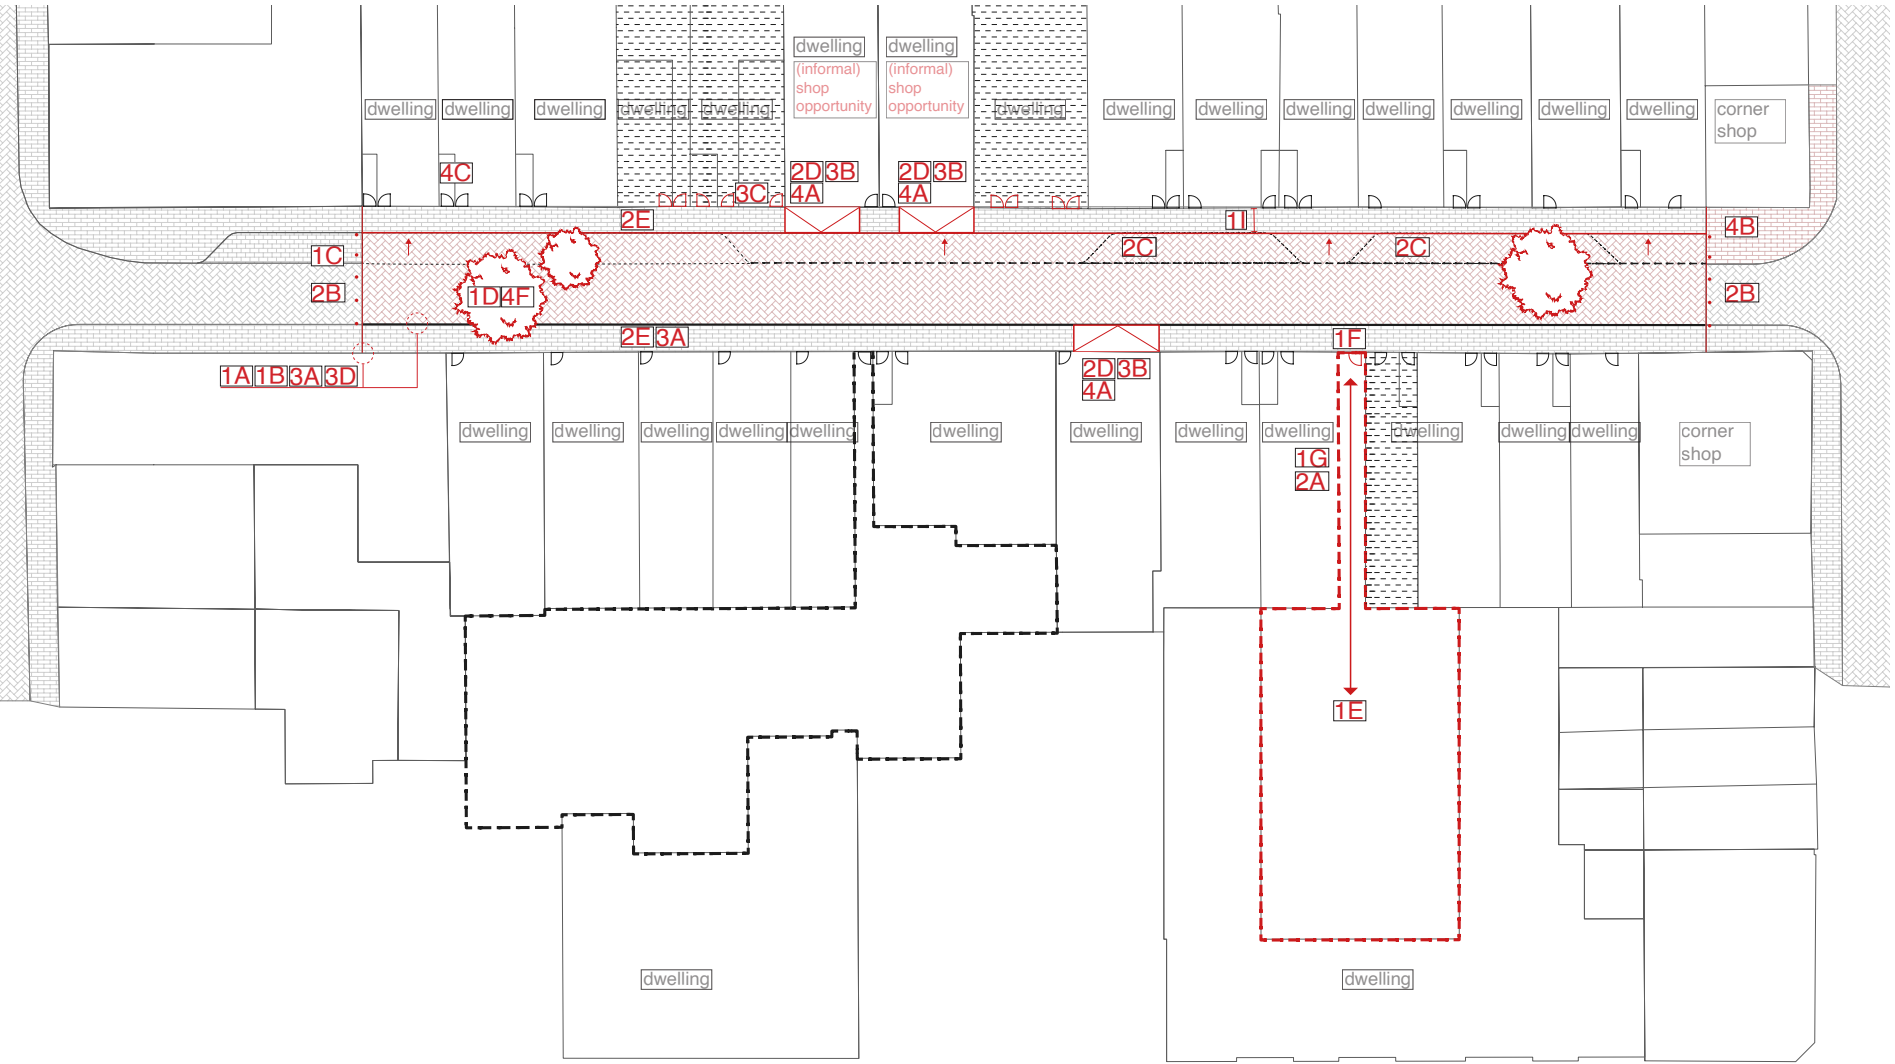 dwelling dwelling
(informal) (informal)
shop shop
opportunity opportunity
dwelling dwelling dwelling dwelling dwelling dwelling dwelling dwelling dwelling dwelling dwelling dwelling dwelling corner
shop
4C 2D 3B 2D 3B
3C 4A 4A
2E 1I 4B
1C 2C 2C
2B 1D 4F 2B
2E 3A 1F
1A 1B 3A 3D 2D 3B
4A
dwelling dwelling dwelling dwelling dwelling dwelling dwelling dwelling dwelling dwelling dwelling dwelling corner
shop
1G
2A
1E
dwelling dwelling